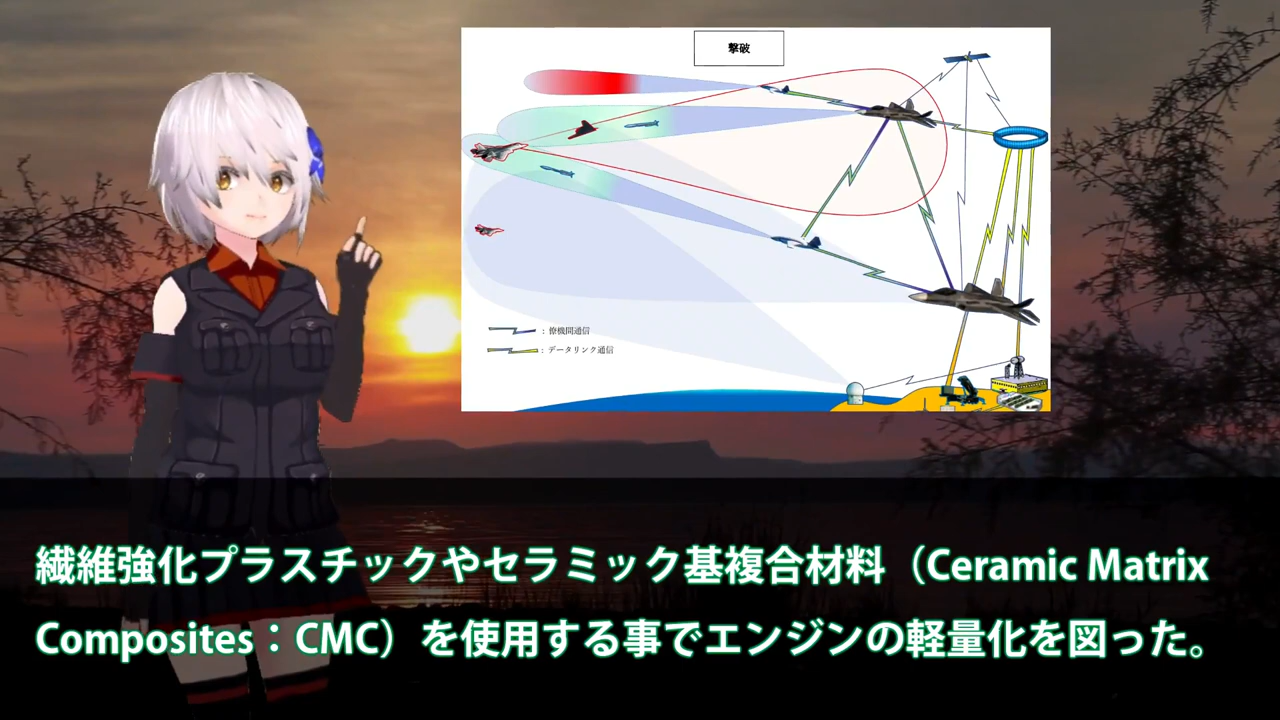 撃破
：僚機間通信
：データリンク通信
繊維強化プラスチックやセラミック基複合材料（Ceramic Matrix
Composites：CMC）を使用する事でエンジンの軽量化を図った。